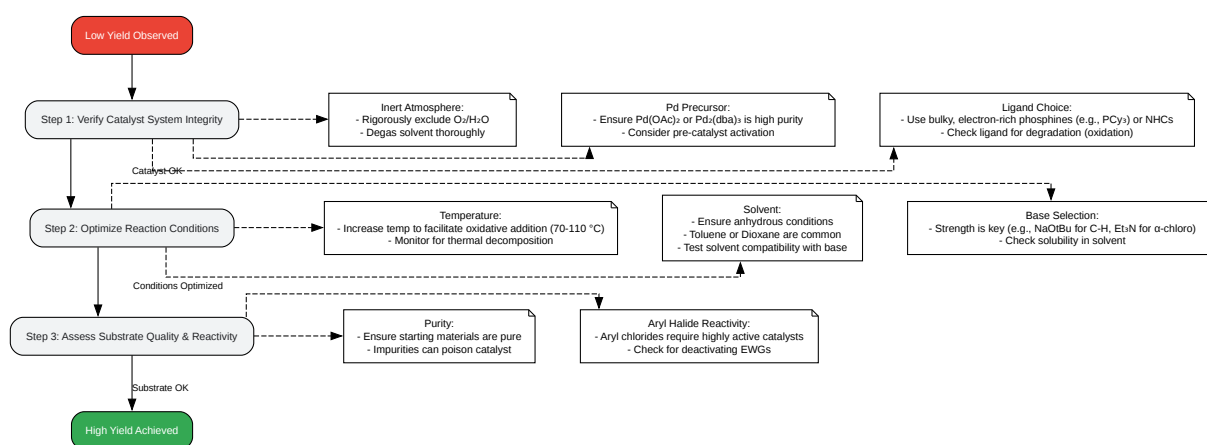 Low Yield Observed
Step 1: Verify Catalyst System Integrity
Inert Atmosphere:
- Rigorously exclude O₂/H₂O
- Degas solvent thoroughly
Pd Precursor:
- Ensure Pd(OAc)₂ or Pd₂(dba)₃ is high purity
- Consider pre-catalyst activation
Ligand Choice:
- Use bulky, electron-rich phosphines (e.g., PCy₃) or NHCs
- Check ligand for degradation (oxidation)
Catalyst OK
Step 2: Optimize Reaction Conditions
Temperature:
- Increase temp to facilitate oxidative addition (70-110 °C)
- Monitor for thermal decomposition
Solvent:
- Ensure anhydrous conditions
- Toluene or Dioxane are common
- Test solvent compatibility with base
Base Selection:
- Strength is key (e.g., NaOtBu for C-H, Et₃N for α-chloro)
- Check solubility in solvent
Conditions Optimized
Step 3: Assess Substrate Quality & Reactivity
Purity:
- Ensure starting materials are pure
- Impurities can poison catalyst
Aryl Halide Reactivity:
- Aryl chlorides require highly active catalysts
- Check for deactivating EWGs
Substrate OK
High Yield Achieved